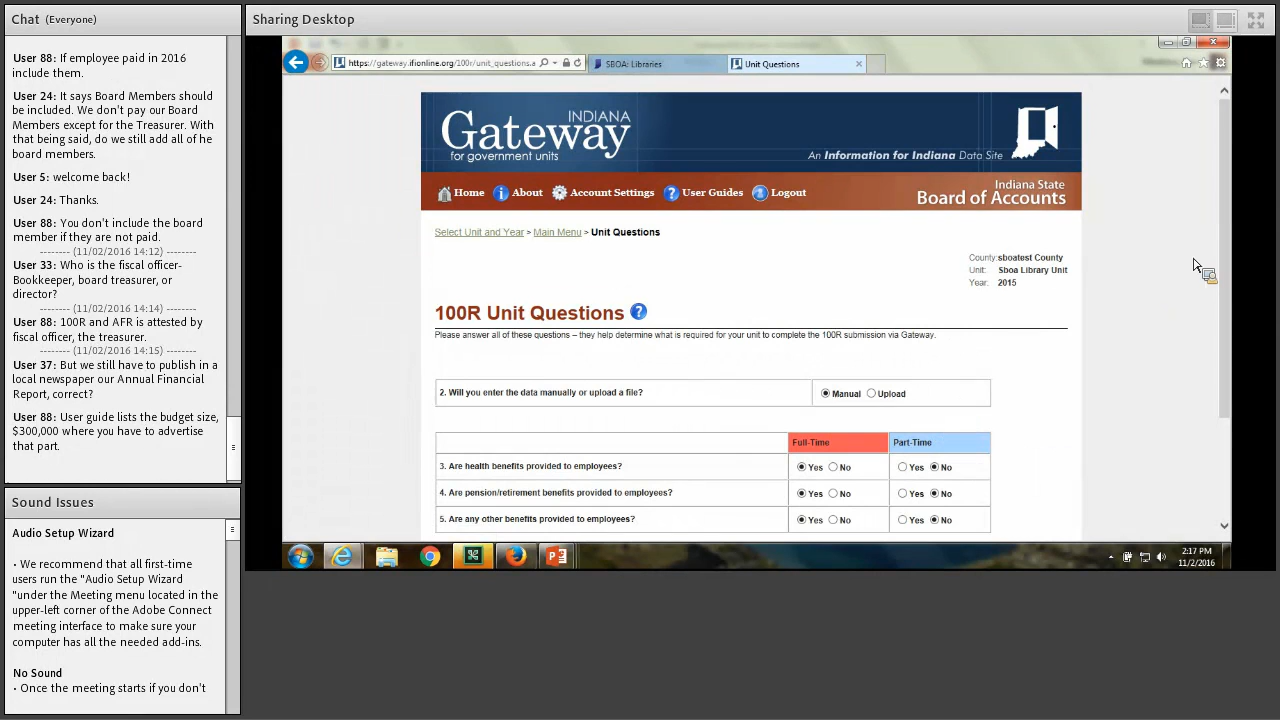 Chat (Everyone)
User 88: If employee paid in 2016
include them.
User 24: It says Board Members should
be included. We don't pay our Board
Members except for the Treasurer. With
that being said, do we still add all of he
board members.
User 5: welcome back!
User 24: Thanks.
User 88: You don't include the board
member if they are not paid.
-------- (11/02/2016 14:12) --------
User 33: Who is the fiscal officer-
Bookkeeper, board treasurer, or
director?
-------- (11/02/2016 14:14) --------
User 88: 100R and AFR is attested by
fiscal officer, the treasurer.
-------- (11/02/2016 14:15) --------
User 37: But we still have to publish in a
local newspaper our Annual Financial
Report, correct?
User 88: User guide lists the budget size,
$300,000 where you have to advertise
that part.
Sound Issues
Audio Setup Wizard
• We recommend that all first-time
users run the "Audio Setup Wizard
"under the Meeting menu located in the
upper-left corner of the Adobe Connect
meeting interface to make sure your
computer has all the needed add-ins.
No Sound
• Once the meeting starts if you don't
Sharing Desktop
https://gateway.ifionline.org/100r/unit_questions.a
SBOA: Libraries
Unit Questions
INDIANA
Gateway
for government units
An Information for Indiana Data Site
Home About Account Settings User Guides Logout
Indiana State
Board of Accounts
Select Unit and Year > Main Menu > Unit Questions
County: sboatest County
Unit: Sboa Library Unit
Year: 2015
100R Unit Questions
Please answer all of these questions – they help determine what is required for your unit to complete the 100R submission via Gateway.
2. Will you enter the data manually or upload a file? Manual Upload
Full-Time Part-Time
3. Are health benefits provided to employees? Yes No Yes No
4. Are pension/retirement benefits provided to employees? Yes No Yes No
5. Are any other benefits provided to employees? Yes No Yes No
2:17 PM
11/2/2016